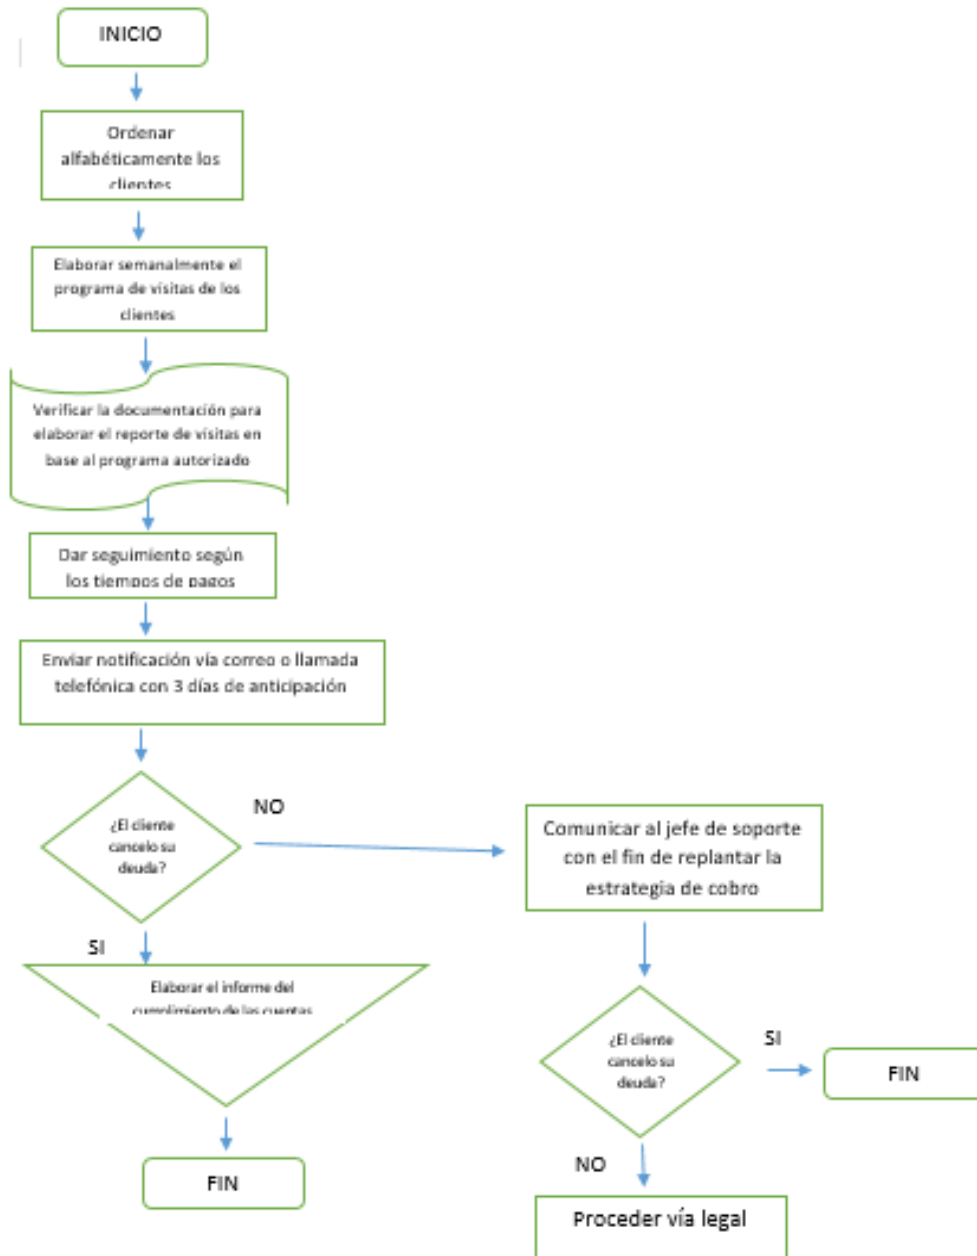 INICIO
Ordenar
alfabéticamente los
clientes
Elaborar semanalmente el
programa de visitas de los
clientes
Verificar la documentación para
elaborar el reporte de visitas en
base al programa autorizado
Dar seguimiento según
los tiempos de pagos
Enviar notificación vía correo o llamada
telefónica con 3 días de anticipación
¿El cliente
cancelo su
deuda?
NO
SI
Comunicar al jefe de soporte
con el fin de replantar la
estrategia de cobro
Elaborar el informe del
cumplimiento de las cuentas
FIN
¿El cliente
cancelo su
deuda?
SI
FIN
NO
Proceder vía legal